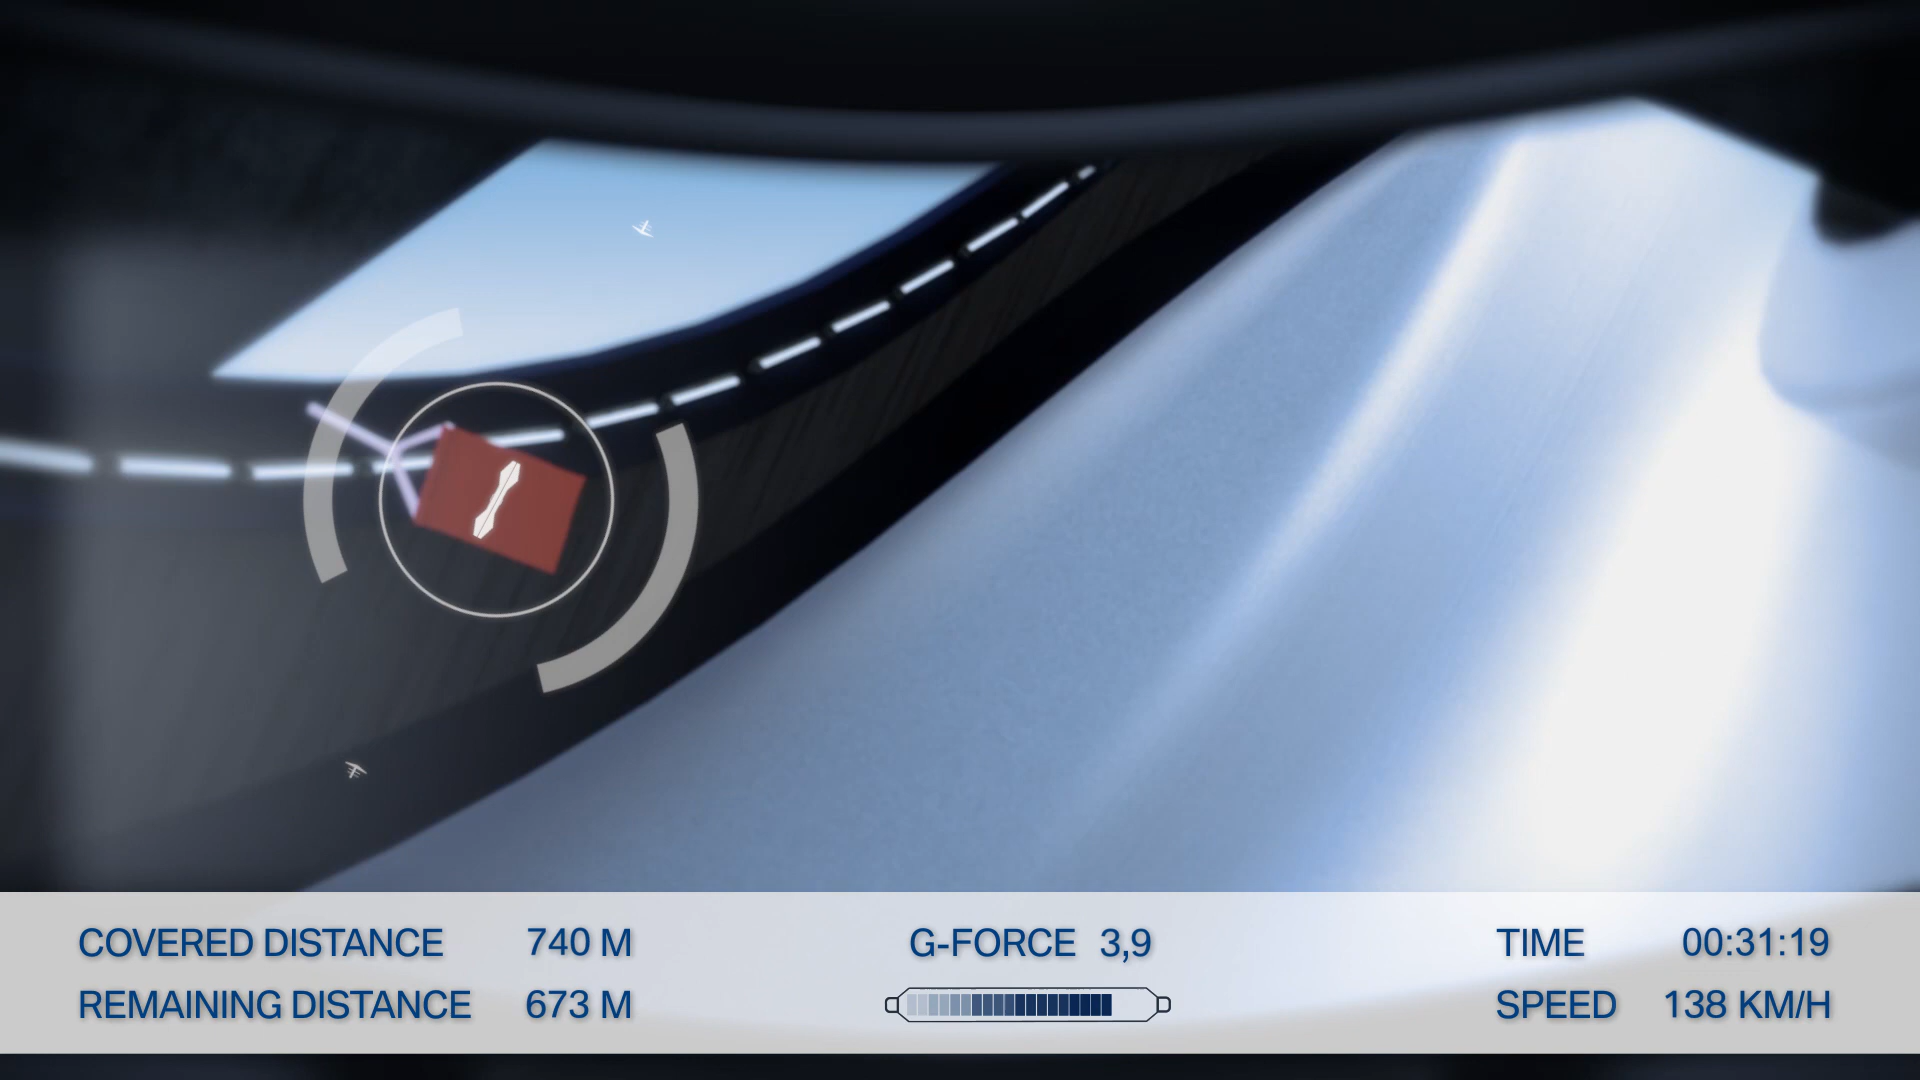 COVERED DISTANCE 740 M
REMAINING DISTANCE 673 M
G-FORCE 3,9
TIME 00:31:19
SPEED 138 KM/H